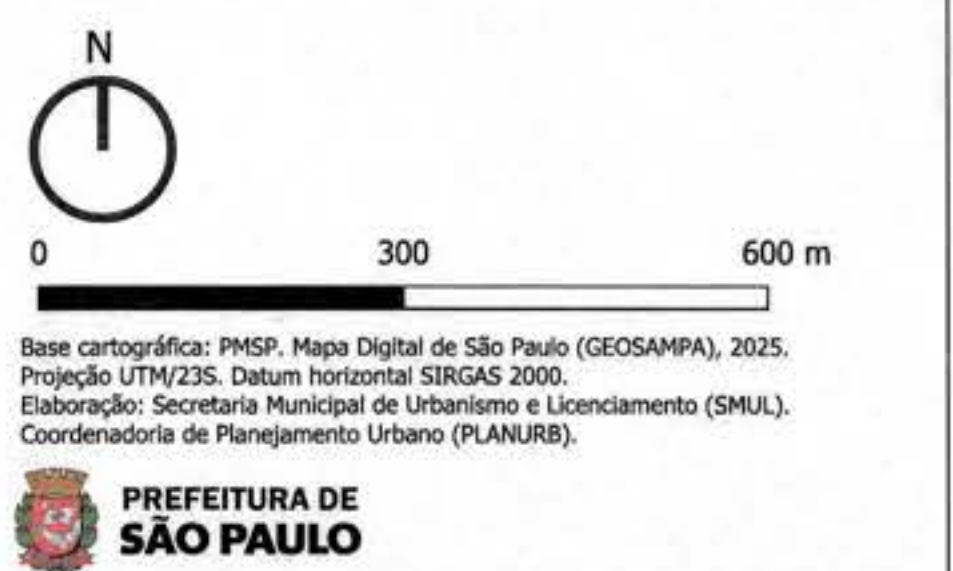 N
0 300 600 m
Base cartográfica: PMSP. Mapa Digital de São Paulo (GEOSAMPA), 2025.
Projeção UTM/23S. Datum horizontal SIRGAS 2000.
Elaboração: Secretaria Municipal de Urbanismo e Licenciamento (SMUL).
Coordenadoria de Planejamento Urbano (PLANURB).
PREFEITURA DE
SÃO PAULO